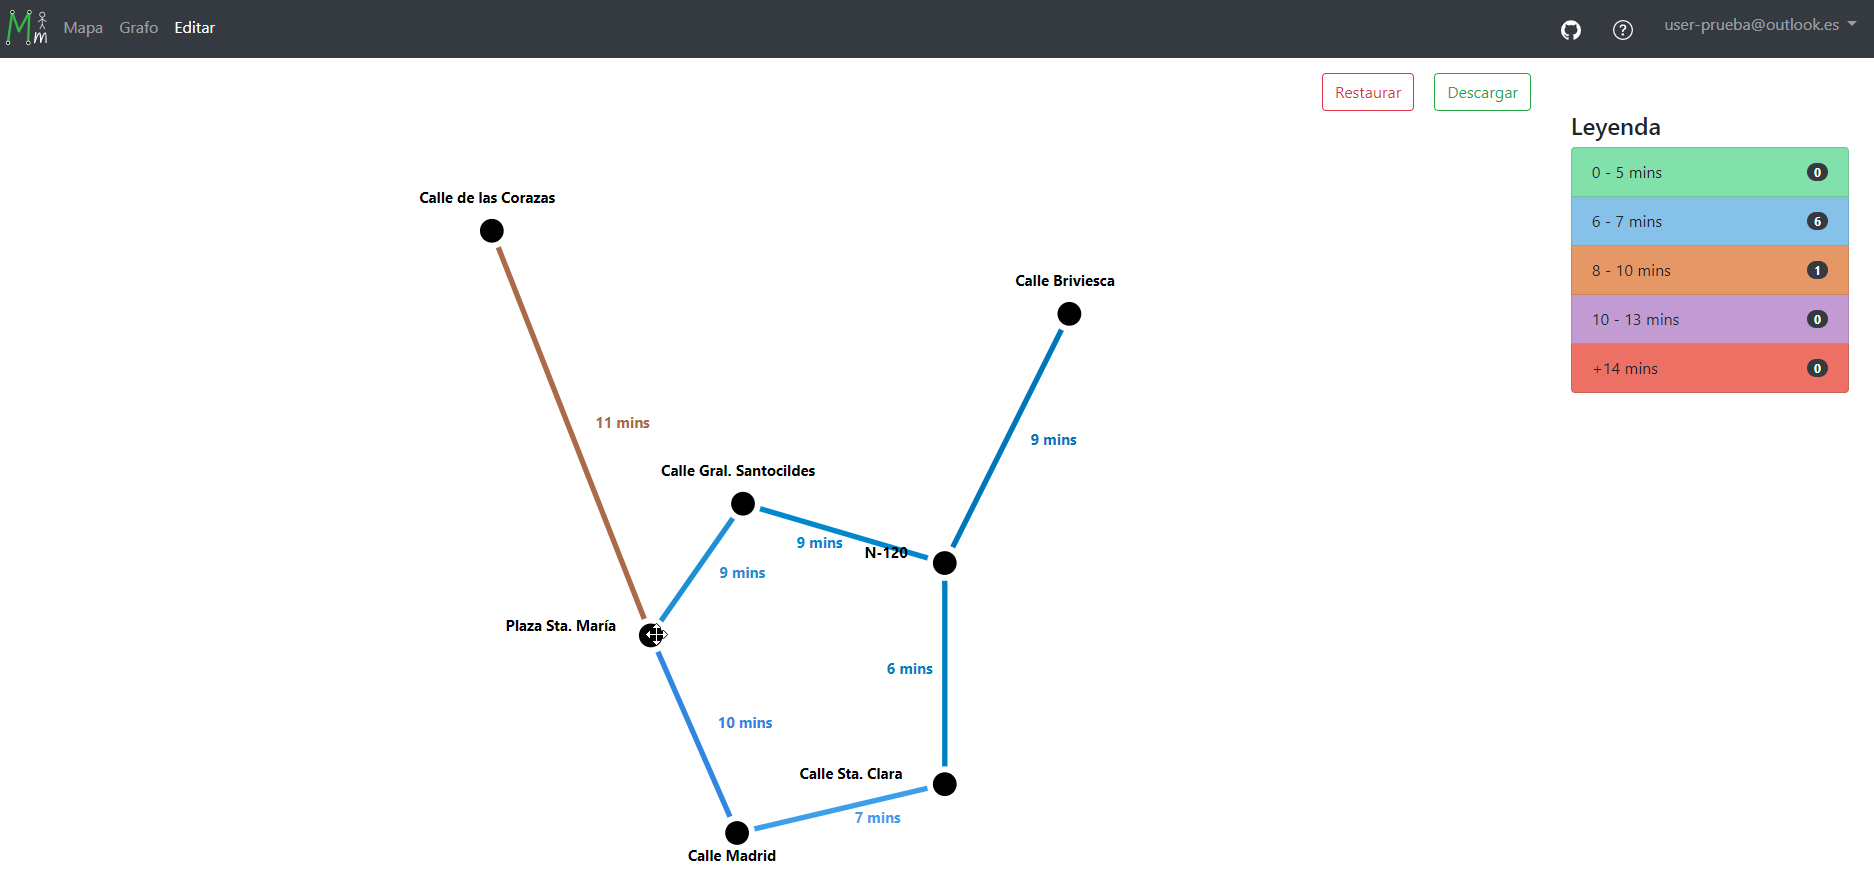 Mm
Mapa Grafo Editar
user-prueba@outlook.es
Restaurar Descargar
Leyenda
0 - 5 mins 0
6 - 7 mins 6
8 - 10 mins 1
10 - 13 mins 0
+14 mins 0
Calle de las Corazas
Calle Briviesca
11 mins
9 mins
Calle Gral. Santocildes
9 mins
N-120
9 mins
Plaza Sta. María
6 mins
10 mins
Calle Sta. Clara
7 mins
Calle Madrid